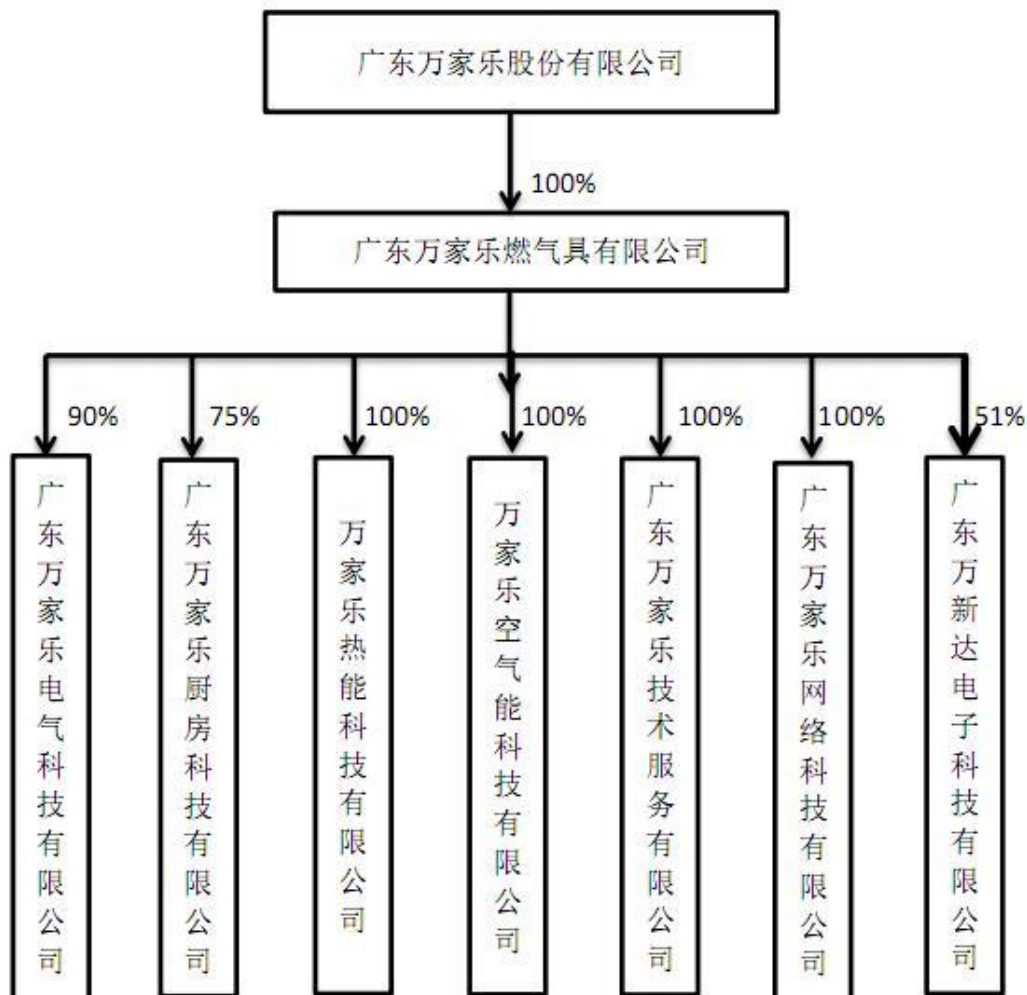 广东万家乐股份有限公司
100%
广东万家乐燃气具有限公司
90%
75%
100%
100%
100%
100%
51%
广东万家乐电气科技有限公司
广东万家乐厨房科技有限公司
万家乐热能科技有限公司
万家乐空气能科技有限公司
广东万家乐技术服务有限公司
广东万家乐网络科技有限公司
广东万新达电子科技有限公司